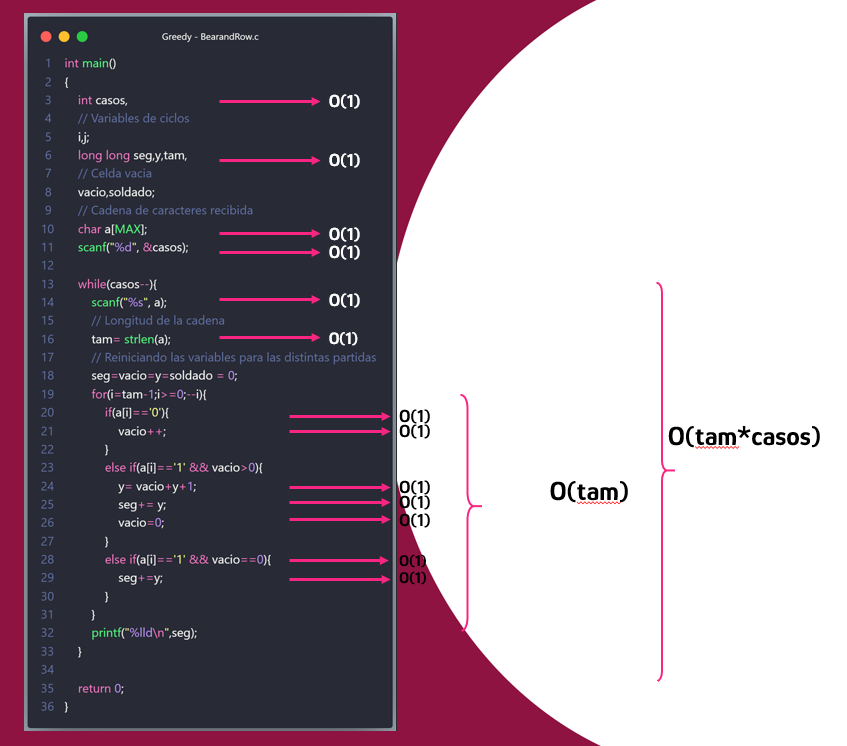 Greedy - BearandRow.c
1 int main()
2 {
3 int casos, O(1)
4 // Variables de ciclos
5 i,j;
6 long long seg,y,tam, O(1)
7 // Celda vacia
8 vacio,soldado;
9 // Cadena de caracteres recibida
10 char a[MAX]; O(1)
11 scanf("%d", &casos); O(1)
12
13 while(casos--){
14 scanf("%s", a); O(1)
15 // Longitud de la cadena
16 tam= strlen(a); O(1)
17 // Reiniciando las variables para las distintas partidas
18 seg=vacio=y=soldado = 0;
19 for(i=tam-1;i>=0;--i){
20 if(a[i]=='0'){ O(1)
21 vacio++; O(1)
22 }
23 else if(a[i]=='1' && vacio>0){
24 y= vacio+y+1; O(1)
25 seg+= y; O(1)
26 vacio=0; O(1)
27 }
28 else if(a[i]=='1' && vacio==0){ O(1)
29 seg+=y; O(1)
30 }
31 }
32 printf("%lld\n",seg);
33 }
34
35 return 0;
36 }
O(tam)
O(tam*casos)